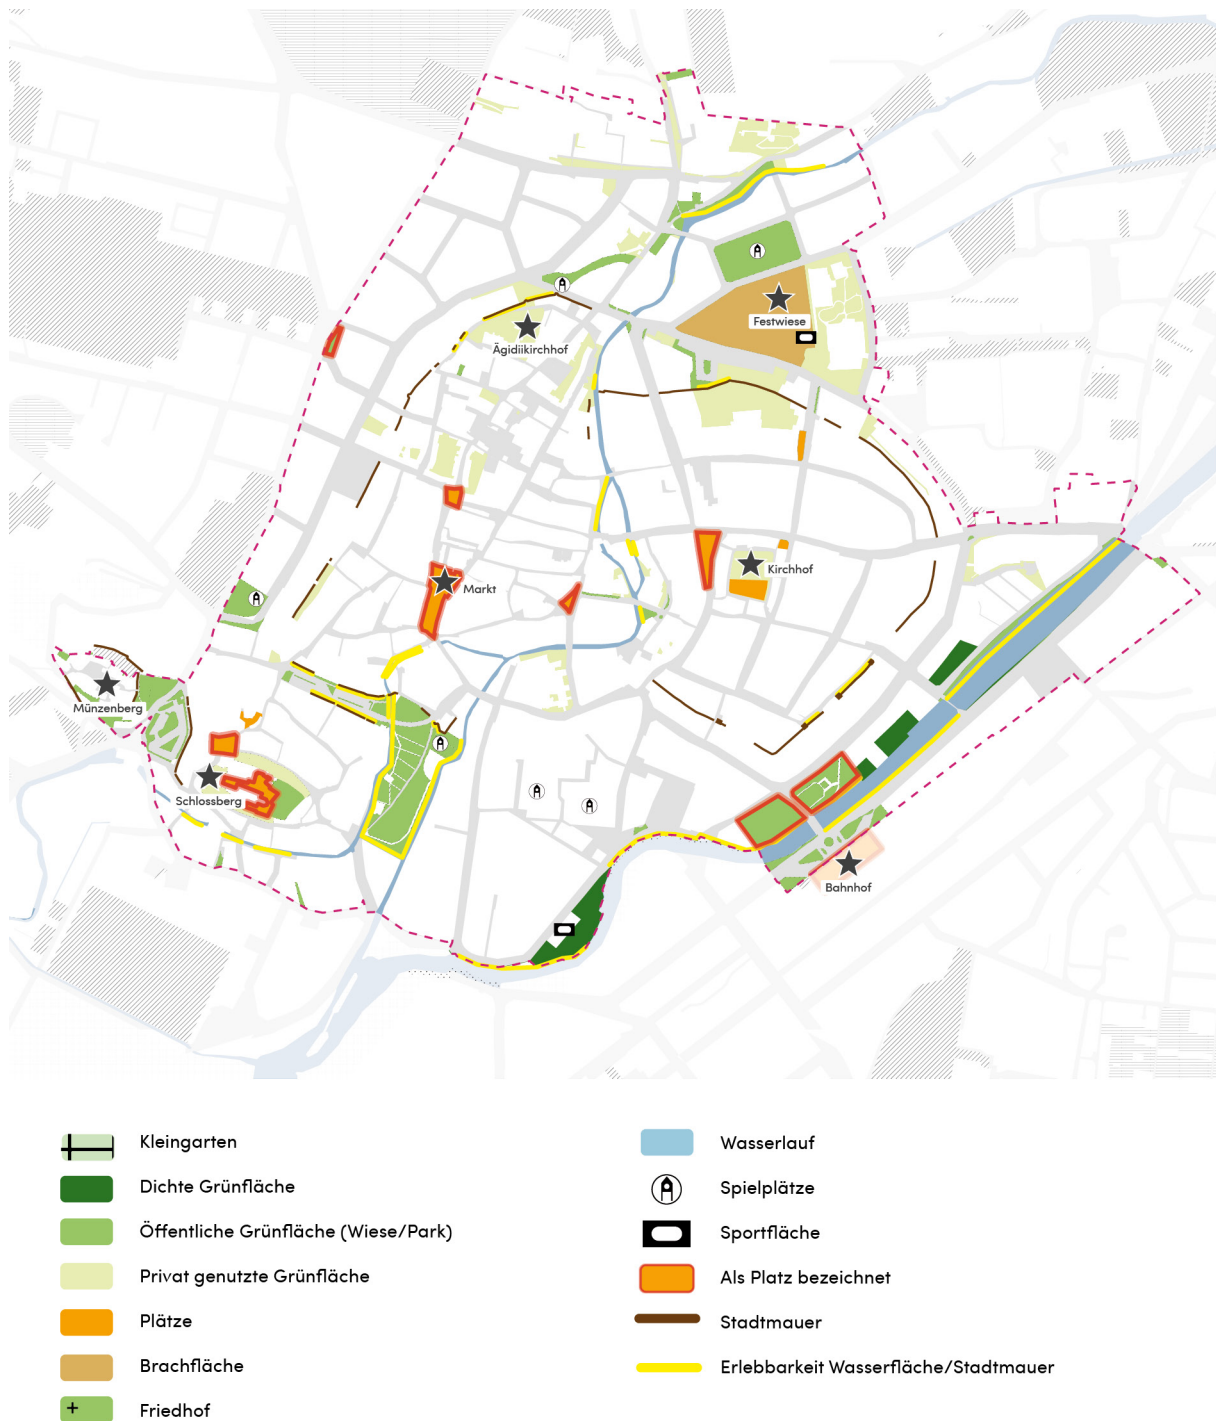 Festwiese
Ägidiikirchhof
Kirchhof
Markt
Münzenberg
Schlossberg
Bahnhof
Kleingarten
Dichte Grünfläche
Öffentliche Grünfläche (Wiese/Park)
Privat genutzte Grünfläche
Plätze
Brachfläche
Friedhof
Wasserlauf
Spielplätze
Sportfläche
Als Platz bezeichnet
Stadtmauer
Erlebbarkeit Wasserfläche/Stadtmauer